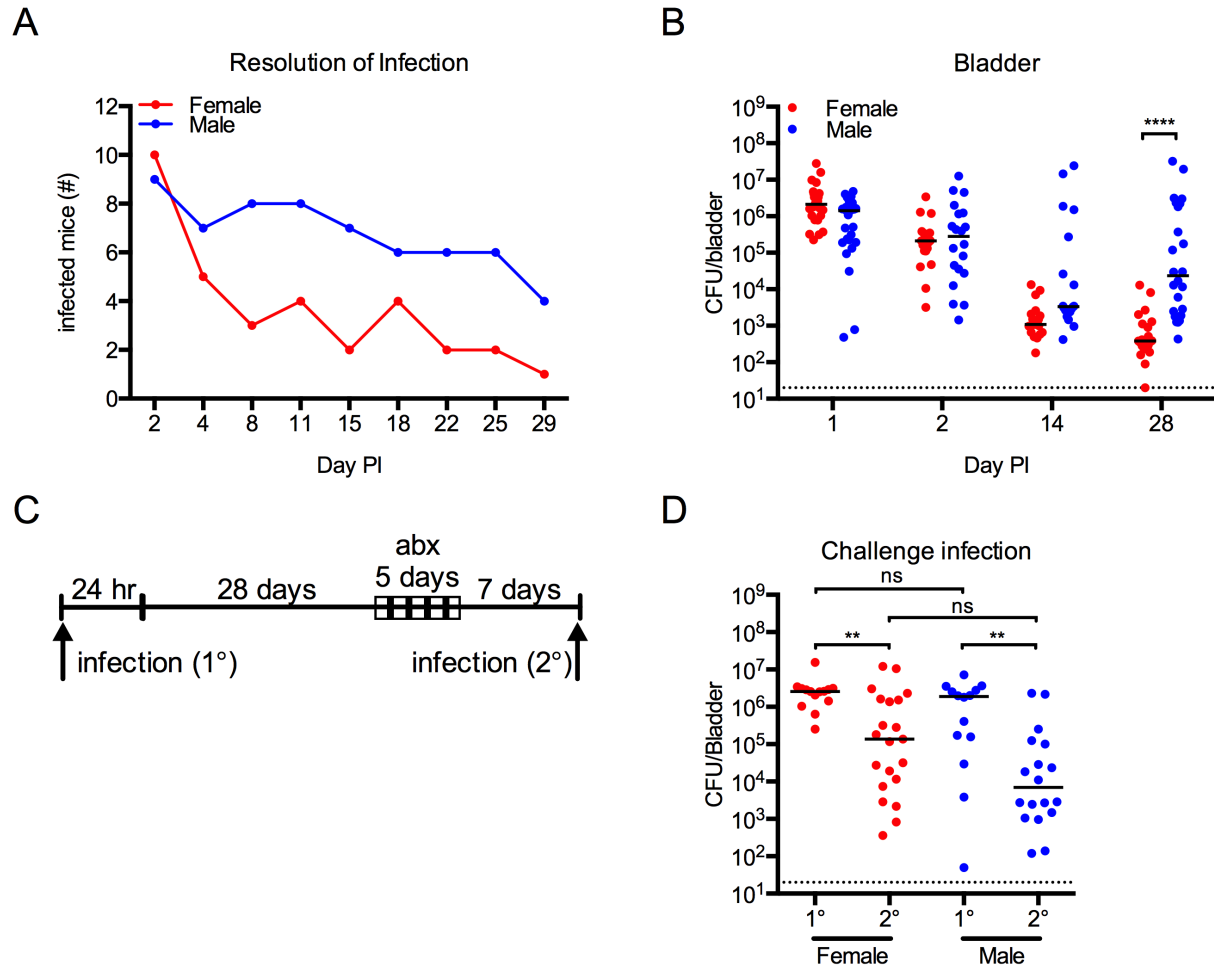 A
Resolution of Infection
Female
Male
12
10
8
6
4
2
0
infected mice (#)
2 4 8 11 15 18 22 25 29
Day PI
B
Bladder
Female
Male
****
10⁹
10⁸
10⁷
10⁶
10⁵
10⁴
10³
10²
10¹
CFU/bladder
1 2 14 28
Day PI
C
abx
24 hr 28 days 5 days 7 days
infection (1°) infection (2°)
D
Challenge infection
ns
ns
** **
10⁹
10⁸
10⁷
10⁶
10⁵
10⁴
10³
10²
10¹
CFU/Bladder
1° 2° 1° 2°
Female Male